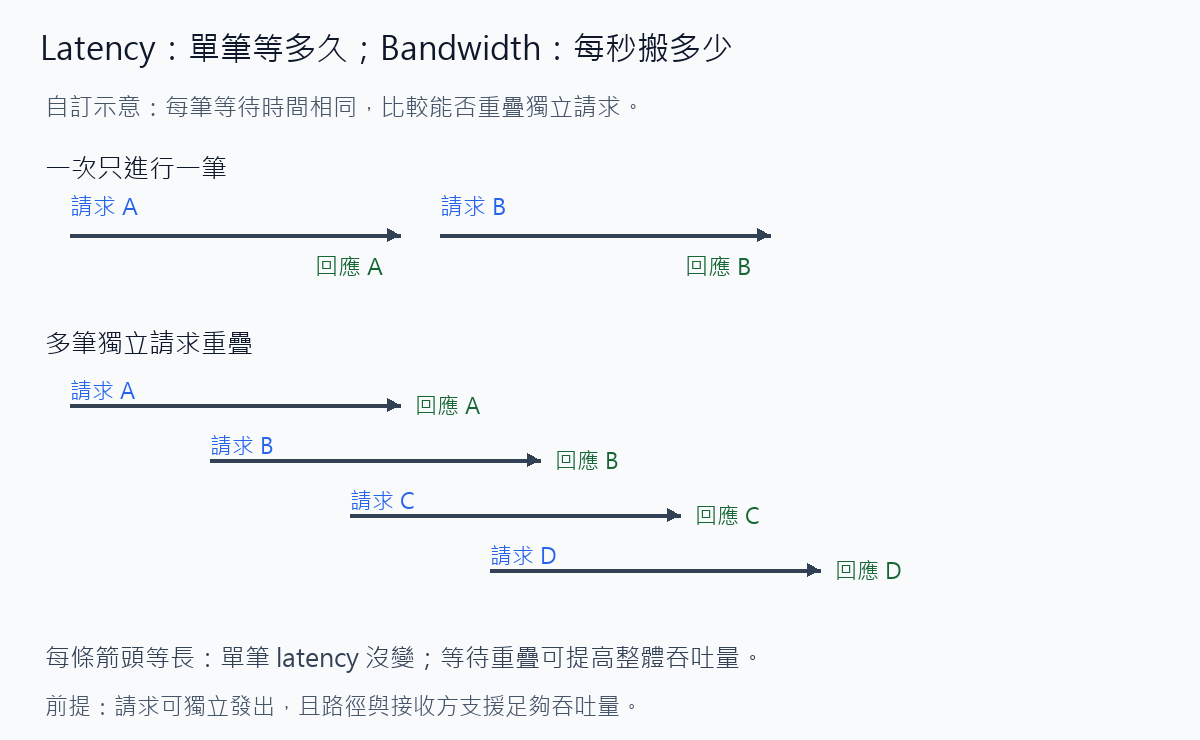 Latency：單筆等多久；Bandwidth：每秒搬多少
自訂示意：每筆等待時間相同，比較能否重疊獨立請求。
一次只進行一筆
請求 A
請求 B
回應 A
回應 B
多筆獨立請求重疊
請求 A
回應 A
請求 B
回應 B
請求 C
回應 C
請求 D
回應 D
每條箭頭等長：單筆 latency 沒變；等待重疊可提高整體吞吐量。
前提：請求可獨立發出，且路徑與接收方支援足夠吞吐量。